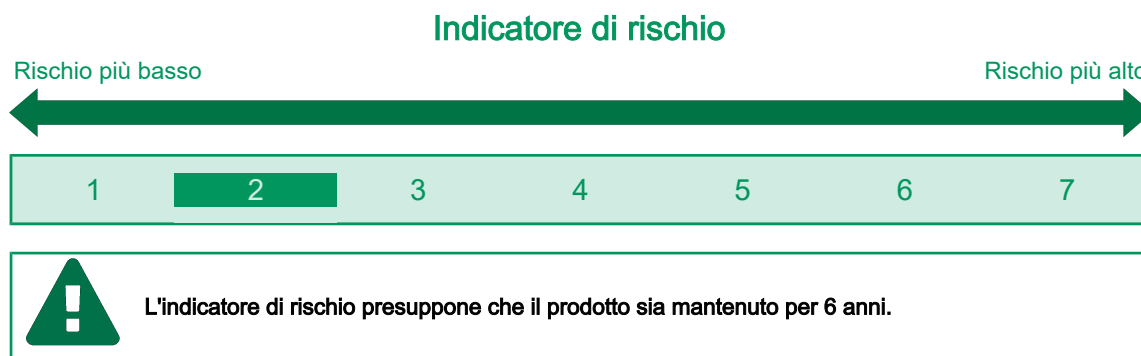 Indicatore di rischio
Rischio più basso Rischio più alto
1 2 3 4 5 6 7
L'indicatore di rischio presuppone che il prodotto sia mantenuto per 6 anni.